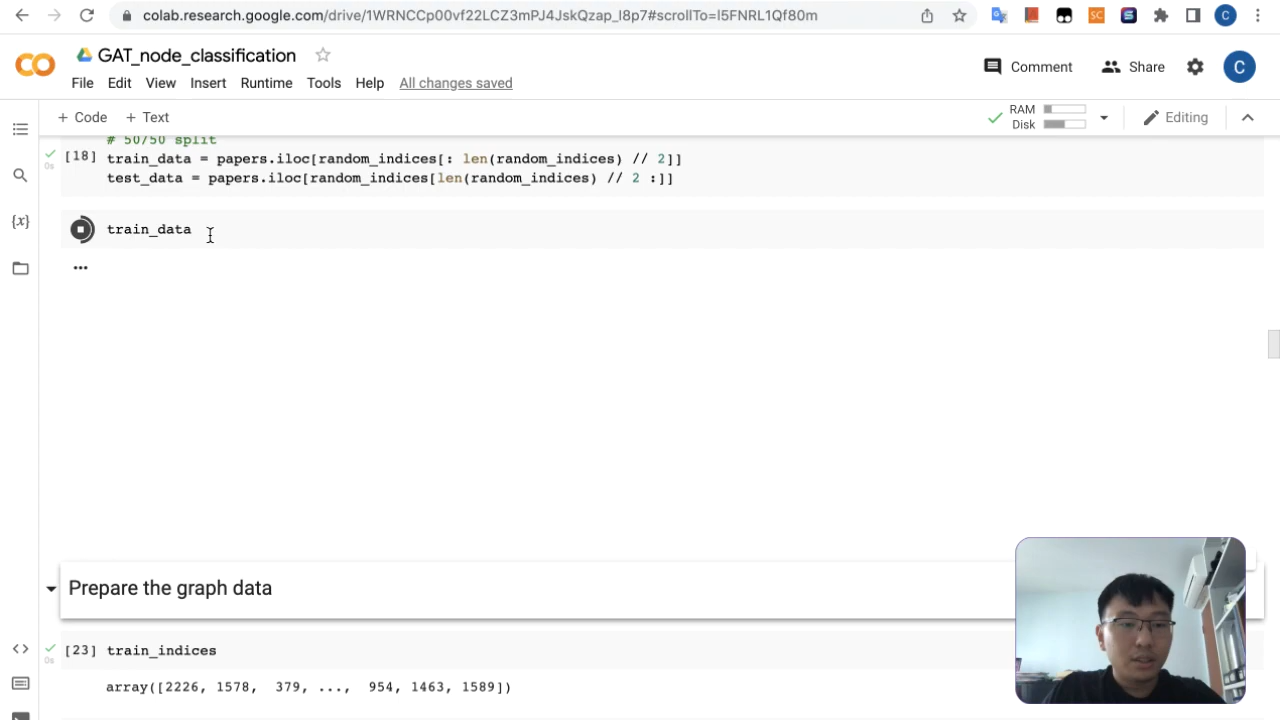 colab.research.google.com/drive/1WRNCCp00vf22LCZ3mPJ4JskQzap_I8p7#scrollTo=I5FNRL1Qf80m
SC
S
C
GAT_node_classification
Comment
Share
C
File Edit View Insert Runtime Tools Help All changes saved
+ Code + Text
RAM
Disk
Editing
# 50/50 split
[18] train_data = papers.iloc[random_indices[: len(random_indices) // 2]]
0s
test_data = papers.iloc[random_indices[len(random_indices) // 2 :]]
{x}
train_data
...
Prepare the graph data
[23] train_indices
0s
array([2226, 1578, 379, ..., 954, 1463, 1589])